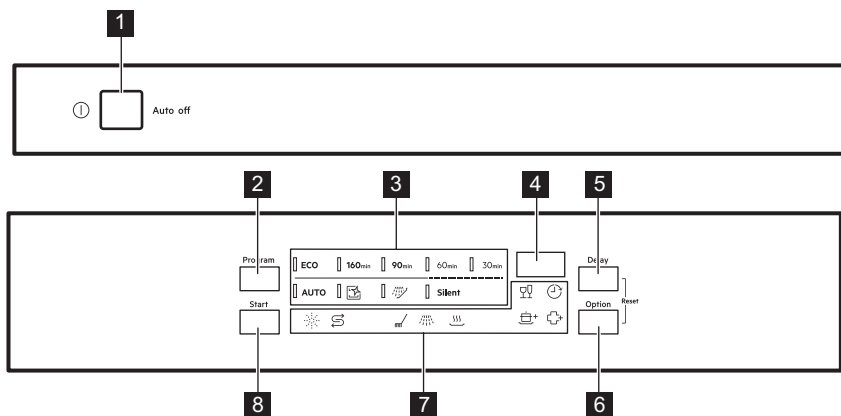 1
Auto off
2
3
4
5
Program
ECO 160min 90min 60min 30min
Delay
AUTO Silent
Reset
Start
Option
8
7
6